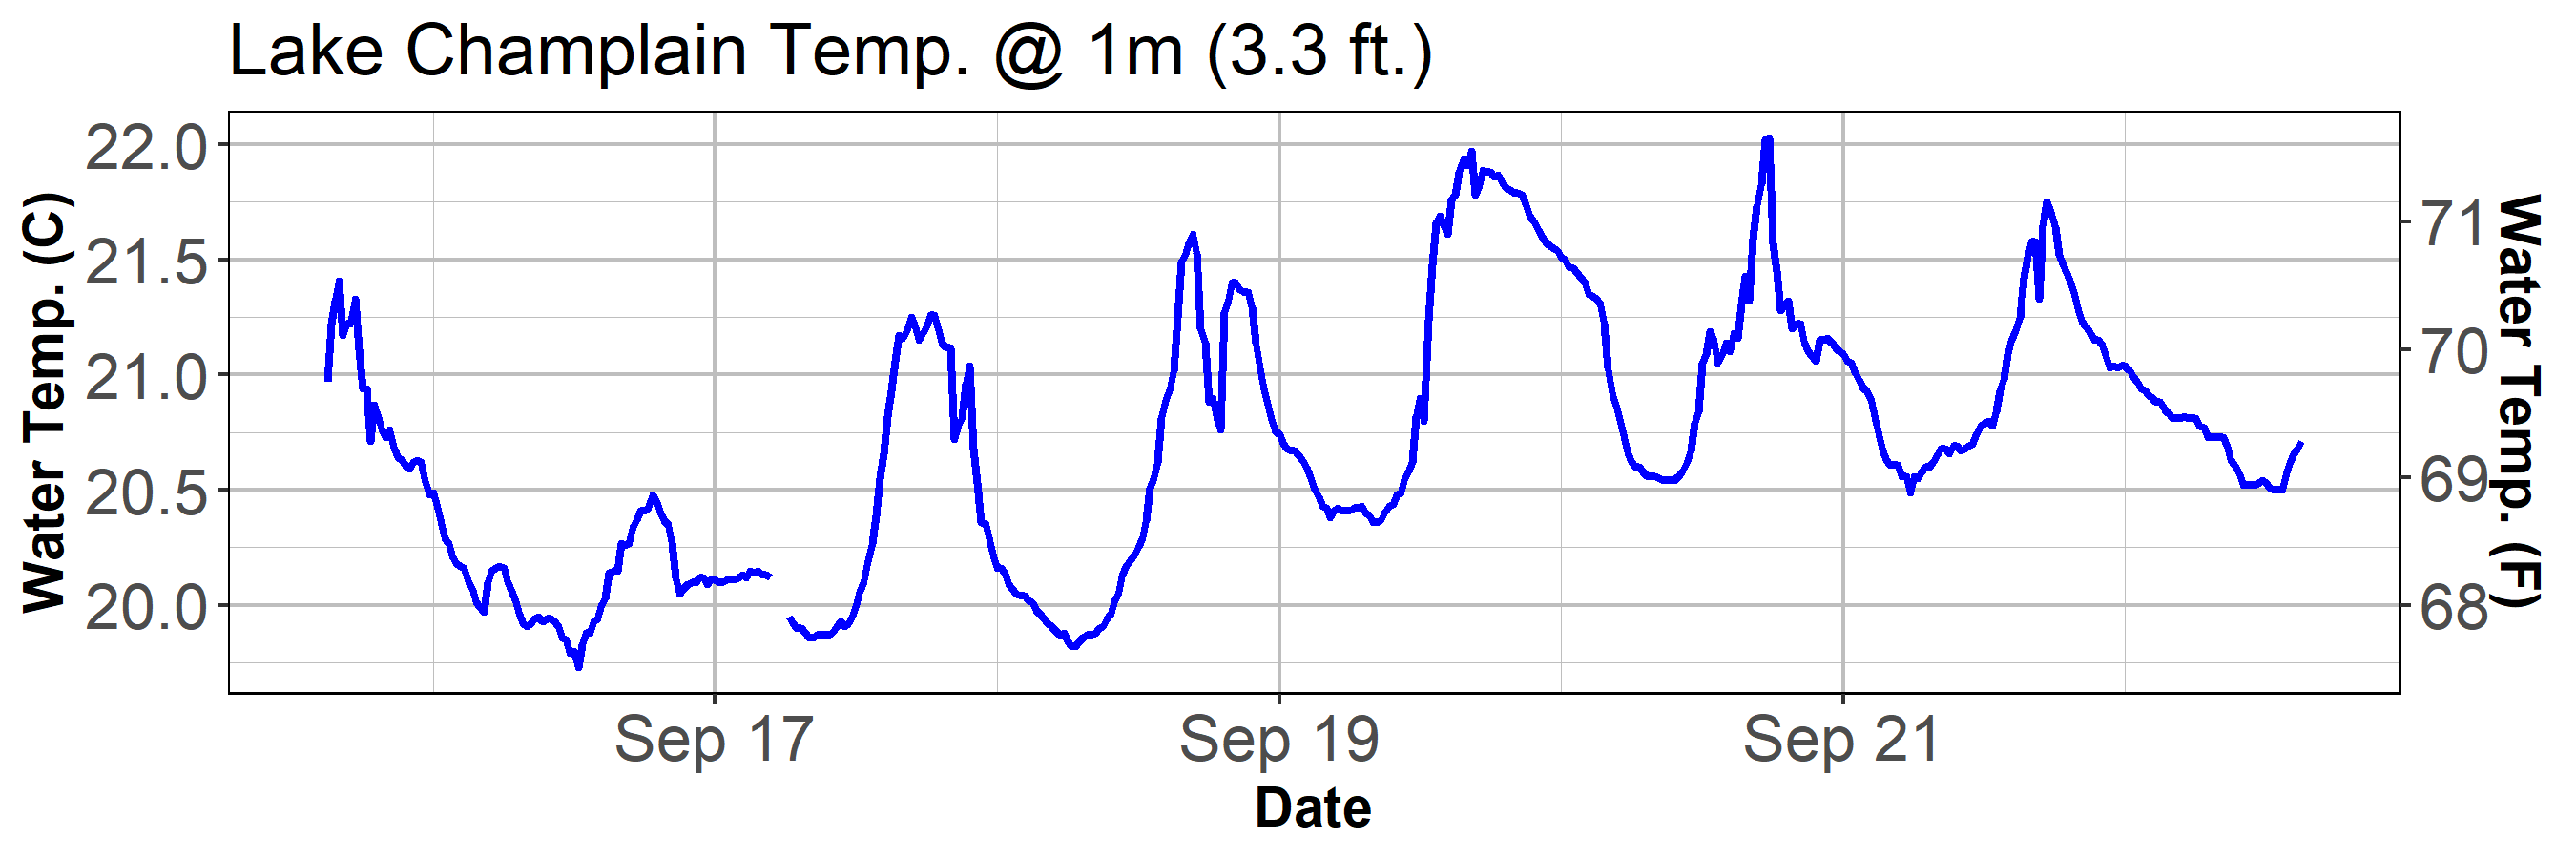 Lake Champlain Temp. @ 1m (3.3 ft.)
Water Temp. (C)
22.0
21.5
21.0
20.5
20.0
71
70
69
68
Water Temp. (F)
Sep 17 Sep 19 Sep 21
Date